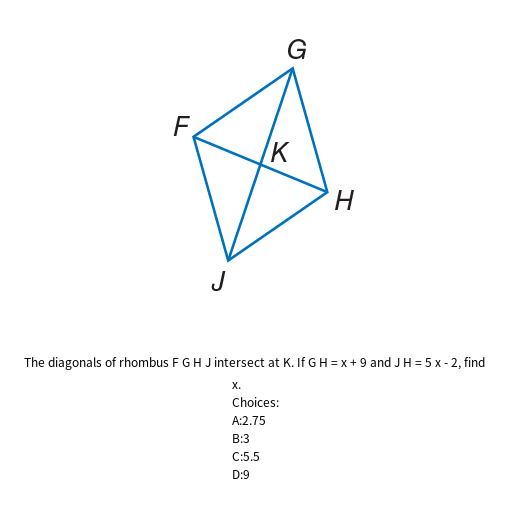 G
F
K
H
J
The diagonals of rhombus F G H J intersect at K. If G H = x + 9 and J H = 5 x - 2, find
x.
Choices:
A:2.75
B:3
C:5.5
D:9